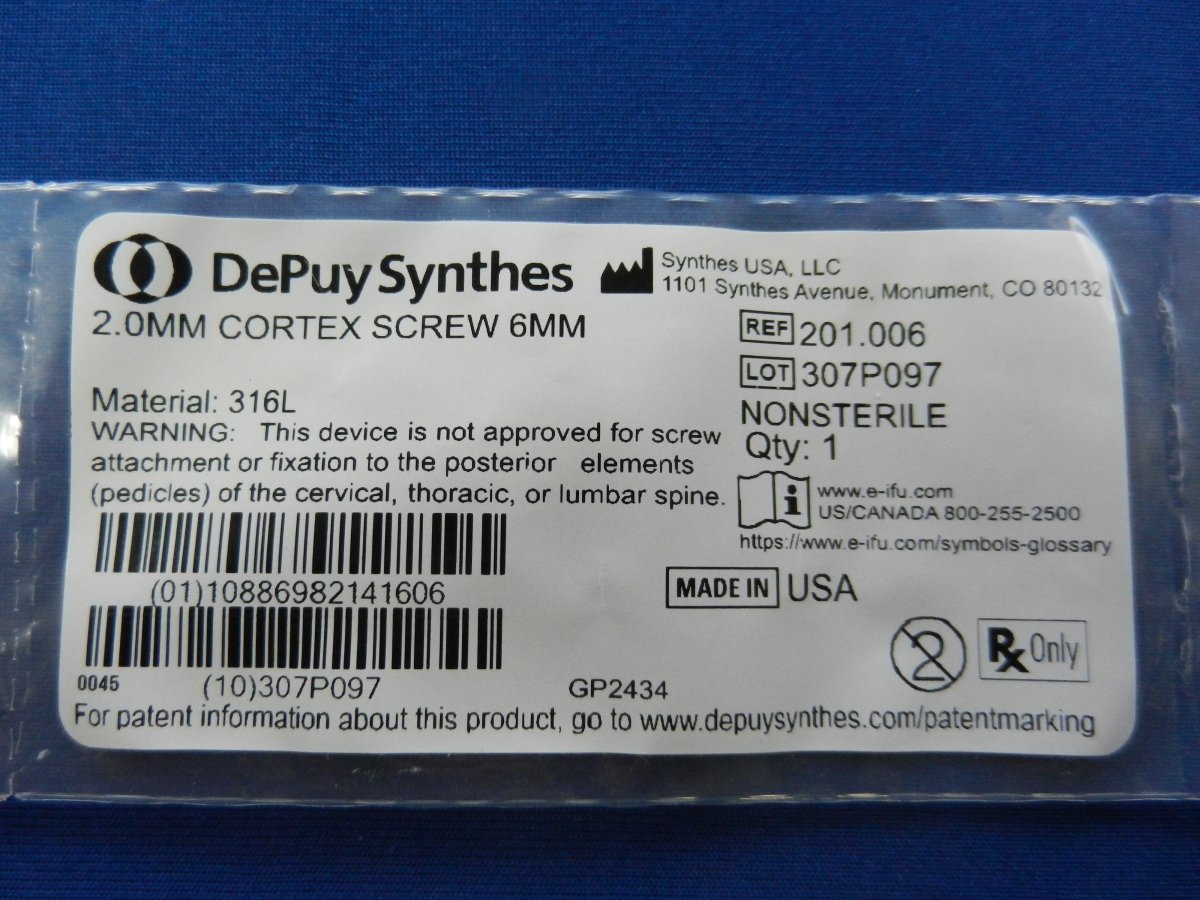 DePuy Synthes
2.0MM CORTEX SCREW 6MM
Material: 316L
WARNING: This device is not approved for screw
attachment or fixation to the posterior elements
(pedicles) of the cervical, thoracic, or lumbar spine.
(01)10886982141606
0045 (10)307P097
GP2434
Synthes USA, LLC
1101 Synthes Avenue, Monument, CO 80132
REF 201.006
LOT 307P097
NONSTERILE
Qty: 1
i
www.e-ifu.com
US/CANADA 800-255-2500
https://www.e-ifu.com/symbols-glossary
MADE IN USA
2
Rx Only
For patent information about this product, go to www.depuysynthes.com/patentmarking